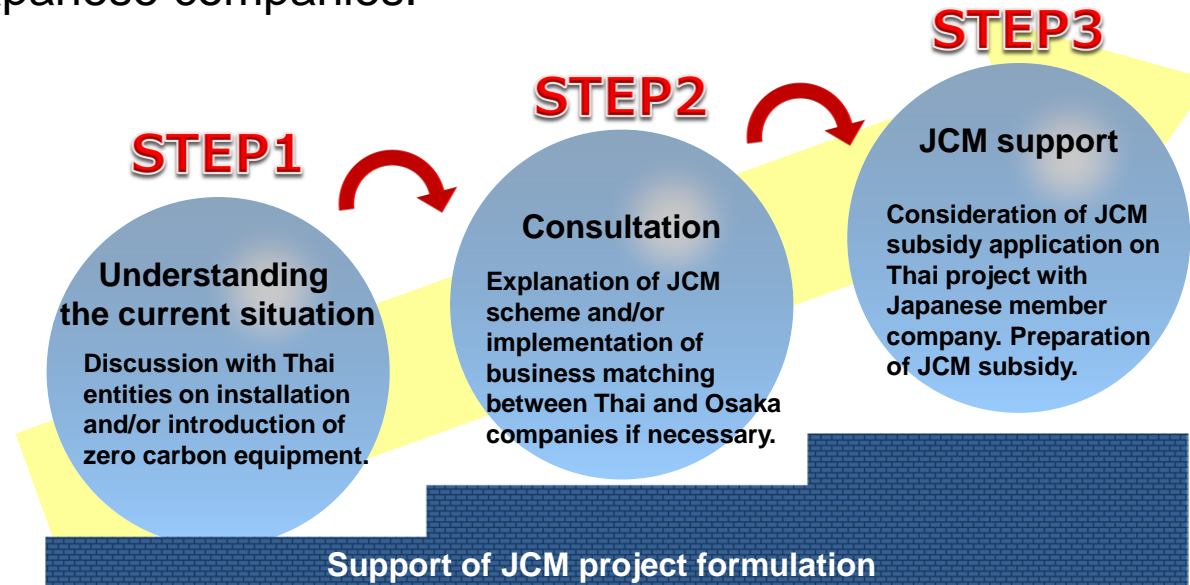 apanese companies.
STEP1
Understanding
the current situation
Discussion with Thai
entities on installation
and/or introduction of
zero carbon equipment.
STEP2
Consultation
Explanation of JCM
scheme and/or
implementation of
business matching
between Thai and Osaka
companies if necessary.
STEP3
JCM support
Consideration of JCM
subsidy application on
Thai project with
Japanese member
company. Preparation
of JCM subsidy.
Support of JCM project formulation